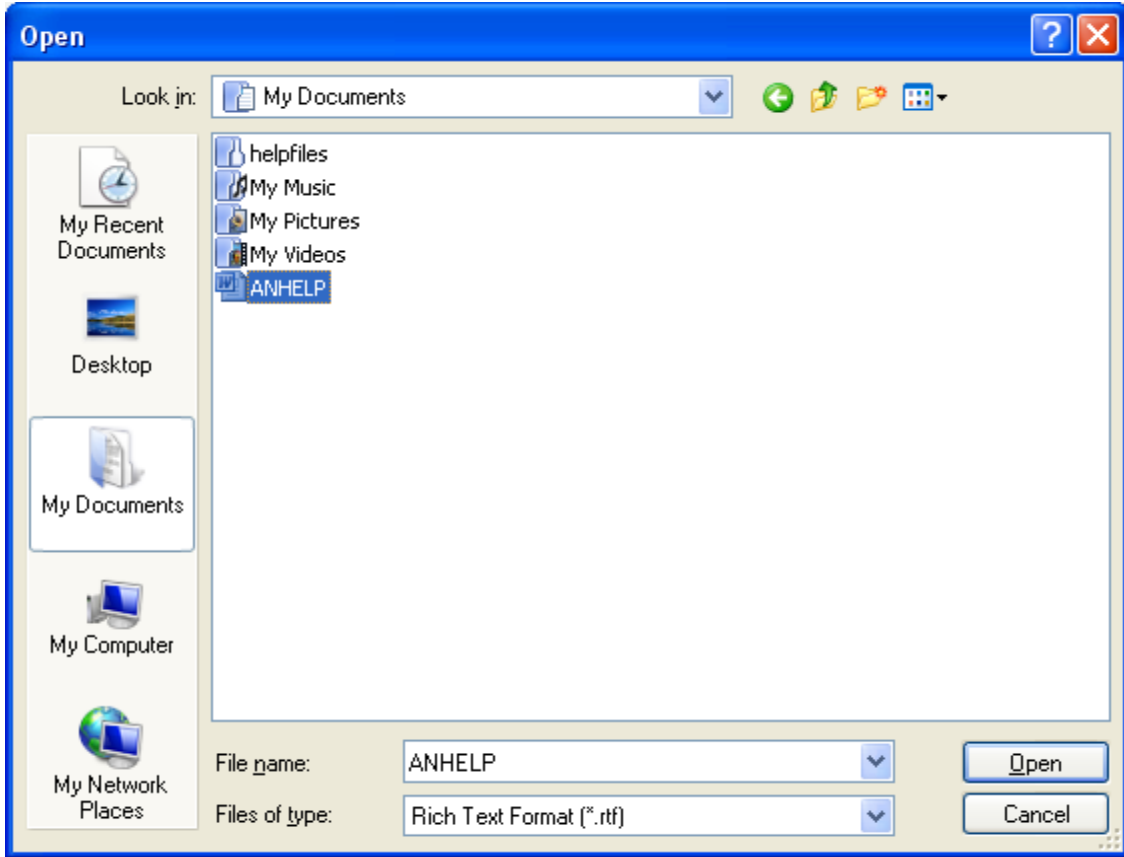 Open
Look in:
My Documents
My Recent
Documents
Desktop
My Documents
My Computer
My Network
Places
helpfiles
My Music
My Pictures
My Videos
ANHELP
File name:
ANHELP
Open
Files of type:
Rich Text Format (*.rtf)
Cancel